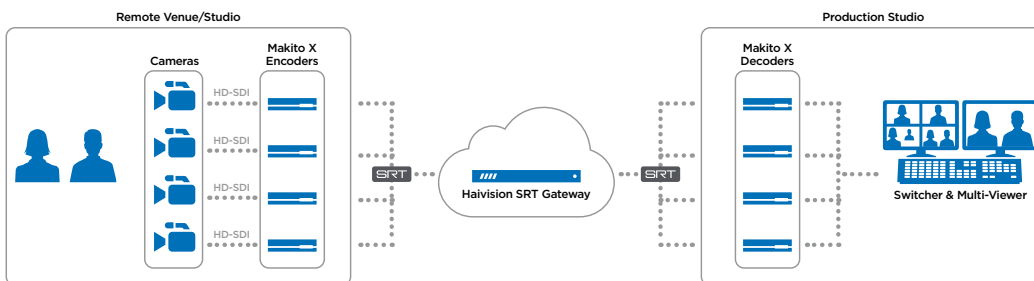 Remote Venue/Studio
Production Studio
Cameras
Makito X
Encoders
HD-SDI
HD-SDI
HD-SDI
HD-SDI
SRT
Haivision SRT Gateway
SRT
Makito X
Decoders
Switcher & Multi-Viewer